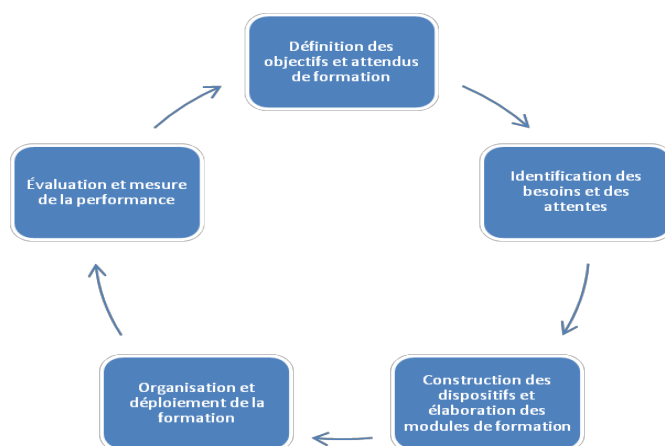 Définition des
objectifs et attendus
de formation
Identification des
besoins et des
attentes
Construction des
dispositifs et
élaboration des
modules de formation
Organisation et
déploiement de la
formation
Évaluation et mesure
de la performance